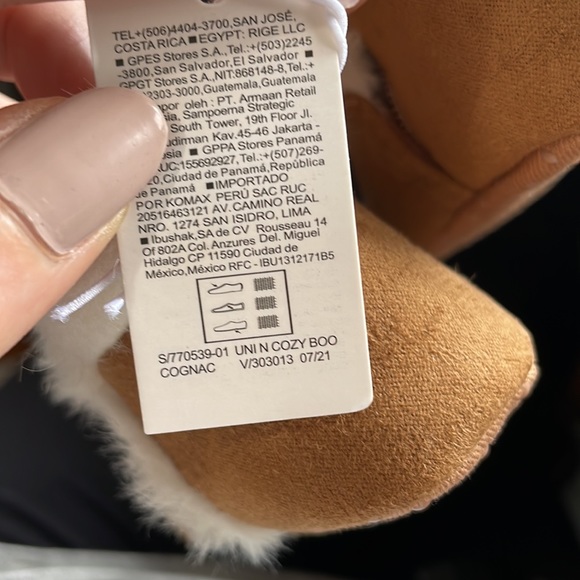 TEL+(506)4404-3700,SAN JOSÉ,
COSTA RICA ■ EGYPT: RIGE LLC
■ GPES Stores S.A.,Tel.:+(503)2245
-3800,San Salvador,El Salvador ■
GPGT Stores S.A.,NIT:868148-8,Tel.:+
2303-3000,Guatemala,Guatemala
por oleh : PT. Armaan Retail
Sampoerna Strategic
South Tower, 19th Floor Jl.
udirman Kav.45-46 Jakarta -
■ GPPA Stores Panamá
RUC:155692927,Tel.:+(507)269-
20,Ciudad de Panamá,República
de Panamá ■IMPORTADO
POR KOMAX PERÚ SAC RUC
20516463121 AV. CAMINO REAL
NRO. 1274 SAN ISIDRO, LIMA
■ Ibushak,SA de CV Rousseau 14
Of 802A Col. Anzures Del. Miguel
Hidalgo CP 11590 Ciudad de
México,México RFC - IBU1312171B5
S/770539-01 UNI N COZY BOO
COGNAC V/303013 07/21